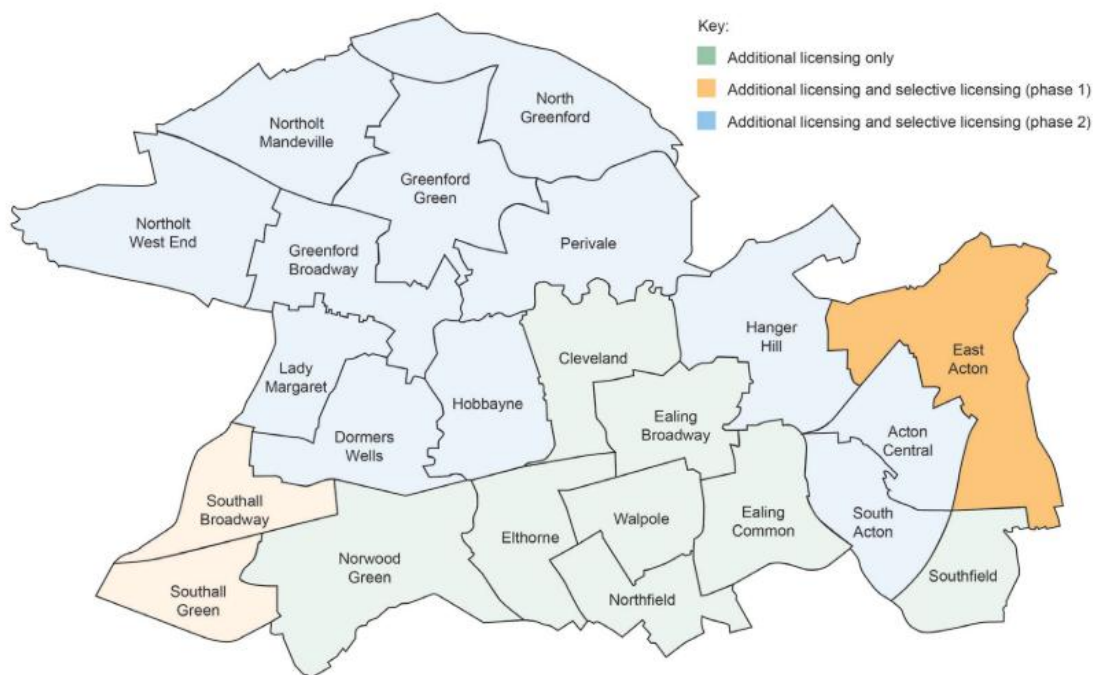 Key:
Additional licensing only
Additional licensing and selective licensing (phase 1)
Additional licensing and selective licensing (phase 2)
North
Greenford
Northolt
Mandeville
Greenford
Green
Northolt
West End
Greenford
Broadway
Perivale
Hanger
Hill
East
Acton
Cleveland
Lady
Margaret
Hobbayne
Ealing
Broadway
Acton
Central
Dormers
Wells
Southall
Broadway
Elthorne
Walpole
Ealing
Common
South
Acton
Norwood
Green
Southall
Green
Northfield
Southfield